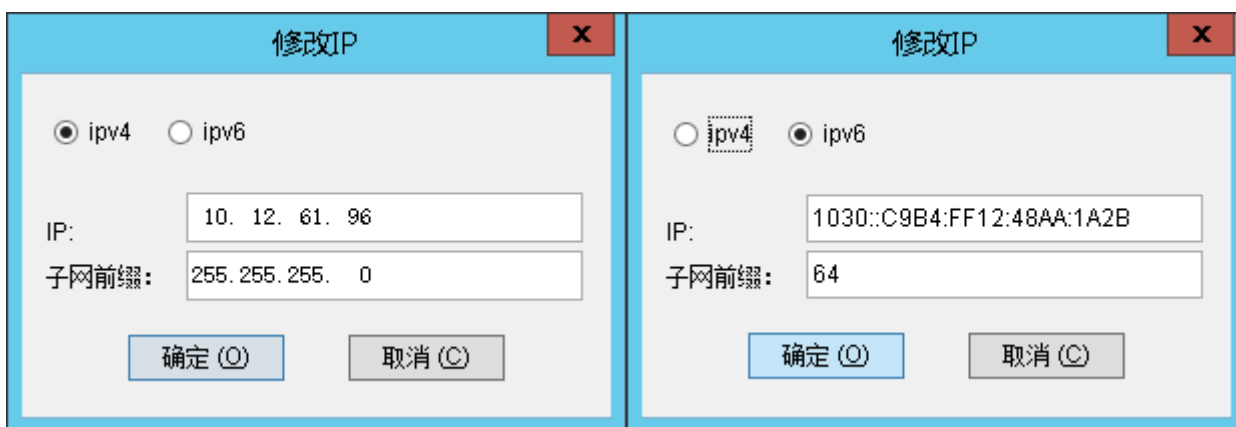 修改IP
x
ipv4 ipv6
IP: 10. 12. 61. 96
子网前缀: 255.255.255. 0
确定(O) 取消(C)
修改IP
x
ipv4 ipv6
IP: 1030::C9B4:FF12:48AA:1A2B
子网前缀: 64
确定(O) 取消(C)